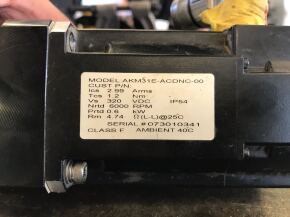 MODEL AKM31E-ACDNC-00
CUST P/N:
Ics 2.99 Arms
Tcs 1.2 Nm
Vs 320 VDC IP54
Nrtd 6000 RPM
Prtd 0.6 kW
Rm 4.74 Ω(L-L)@25C
SERIAL # 073010341
CLASS F AMBIENT 40C